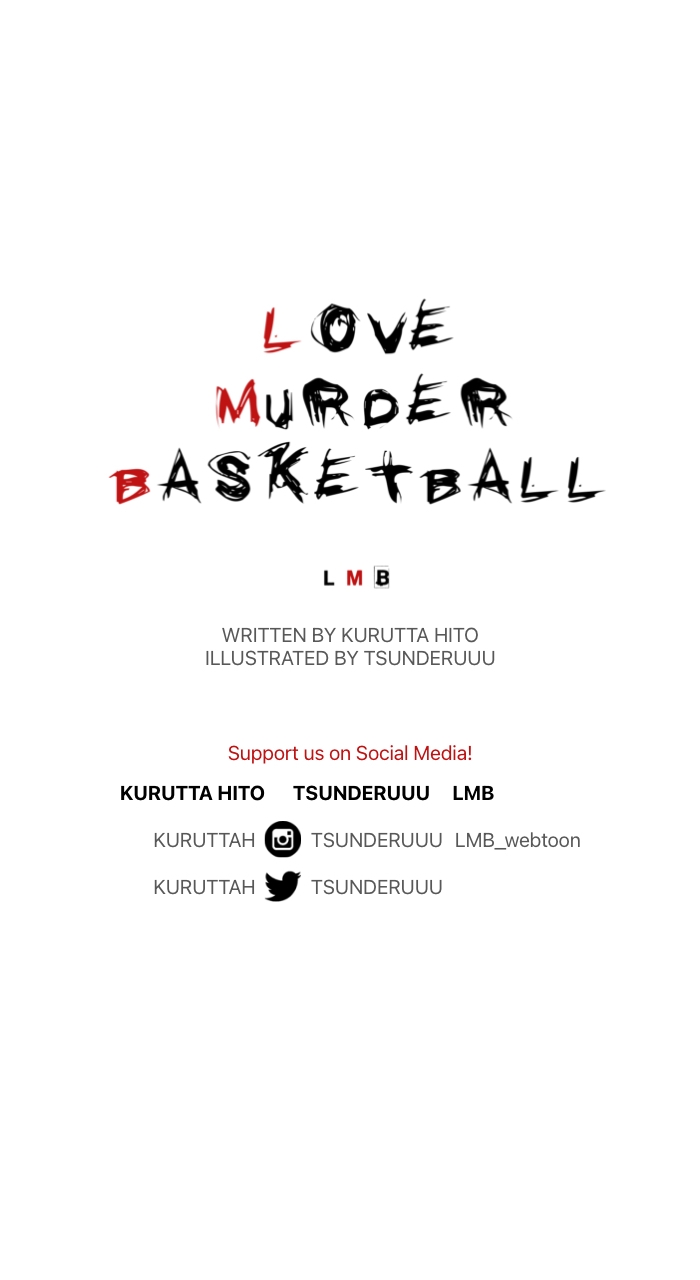 LOVE
MURDER
BASKETBALL
L M B
WRITTEN BY KURUTTA HITO
ILLUSTRATED BY TSUNDERUUU
Support us on Social Media!
KURUTTA HITO TSUNDERUUU LMB
KURUTTAH TSUNDERUUU LMB_webtoon
KURUTTAH TSUNDERUUU